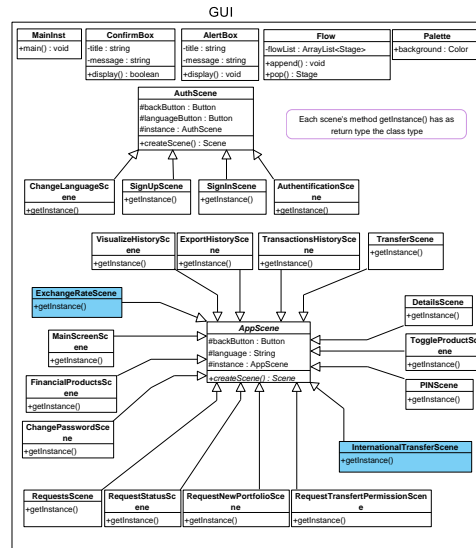 GUI
MainInst
+main() : void
ConfirmBox
-title : string
-message : string
+display() : boolean
AlertBox
-title : string
-message : string
+display() : void
Flow
-flowList : ArrayList<Stage>
+append() : void
+pop() : Stage
Palette
+background : Color
AuthScene
#backButton : Button
#languageButton : Button
#instance : AuthScene
+createScene() : Scene
Each scene's method getInstance() has as
return type the class type
ChangeLanguageSc
ene
+getInstance()
SignUpScene
+getInstance()
SignInScene
+getInstance()
AuthentificationSce
ne
+getInstance()
VisualizeHistorySc
ene
+getInstance()
ExportHistoryScene
+getInstance()
TransactionsHistorySce
ne
+getInstance()
TransferScene
+getInstance()
ExchangeRateScene
+getInstance()
AppScene
#backButton : Button
#language : String
#instance : AppScene
+createScene() : Scene
DetailsScene
+getInstance()
MainScreenSc
ene
+getInstance()
ToggleProductSc
ene
+getInstance()
FinancialProductsSc
ene
+getInstance()
PINScene
+getInstance()
ChangePasswordSce
ne
+getInstance()
InternationalTransferScene
+getInstance()
RequestsScene
+getInstance()
RequestStatusSc
ene
+getInstance()
RequestNewPortfolioSce
ne
+getInstance()
RequestTransfertPermissionScen
e
+getInstance()